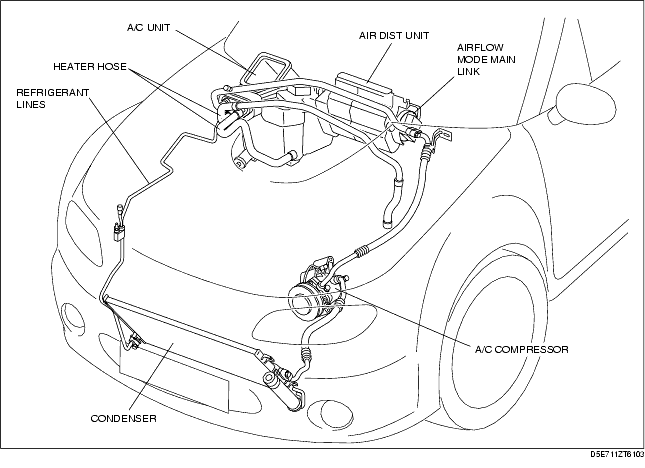 A/C UNIT
AIR DIST UNIT
AIRFLOW
MODE MAIN
LINK
HEATER HOSE
REFRIGERANT
LINES
A/C COMPRESSOR
CONDENSER
D5E711ZT6103